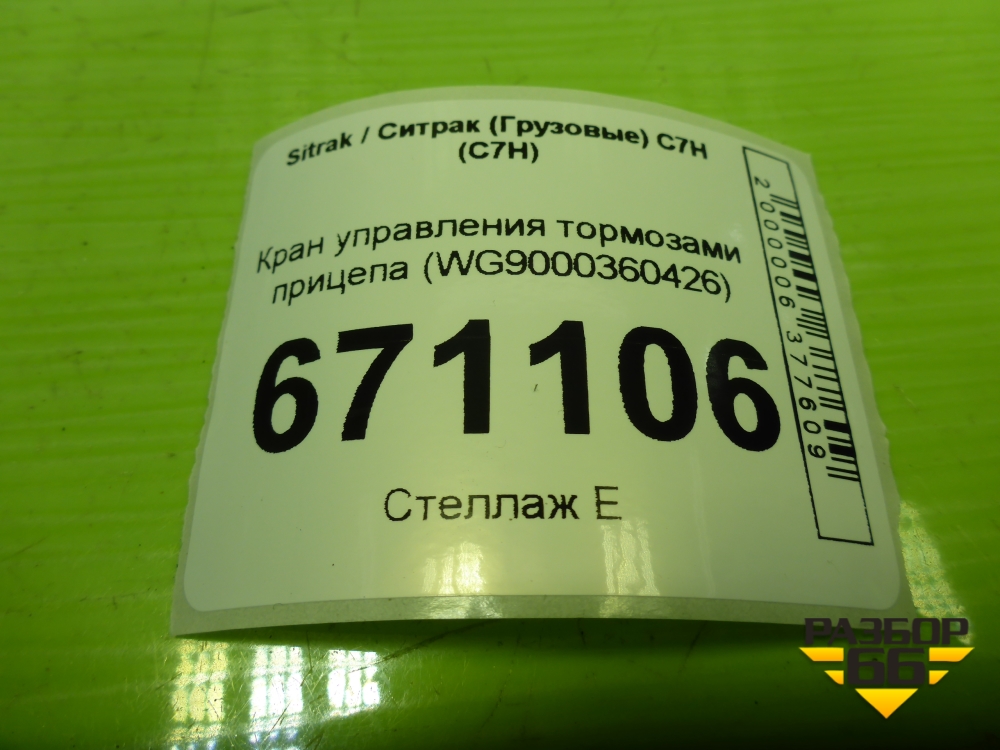 Sitrak / Ситрак (Грузовые) C7H
(C7H)
Кран управления тормозами
прицепа (WG9000360426)
671106
Стеллаж Е
2000006377609
РАЗБОР
66